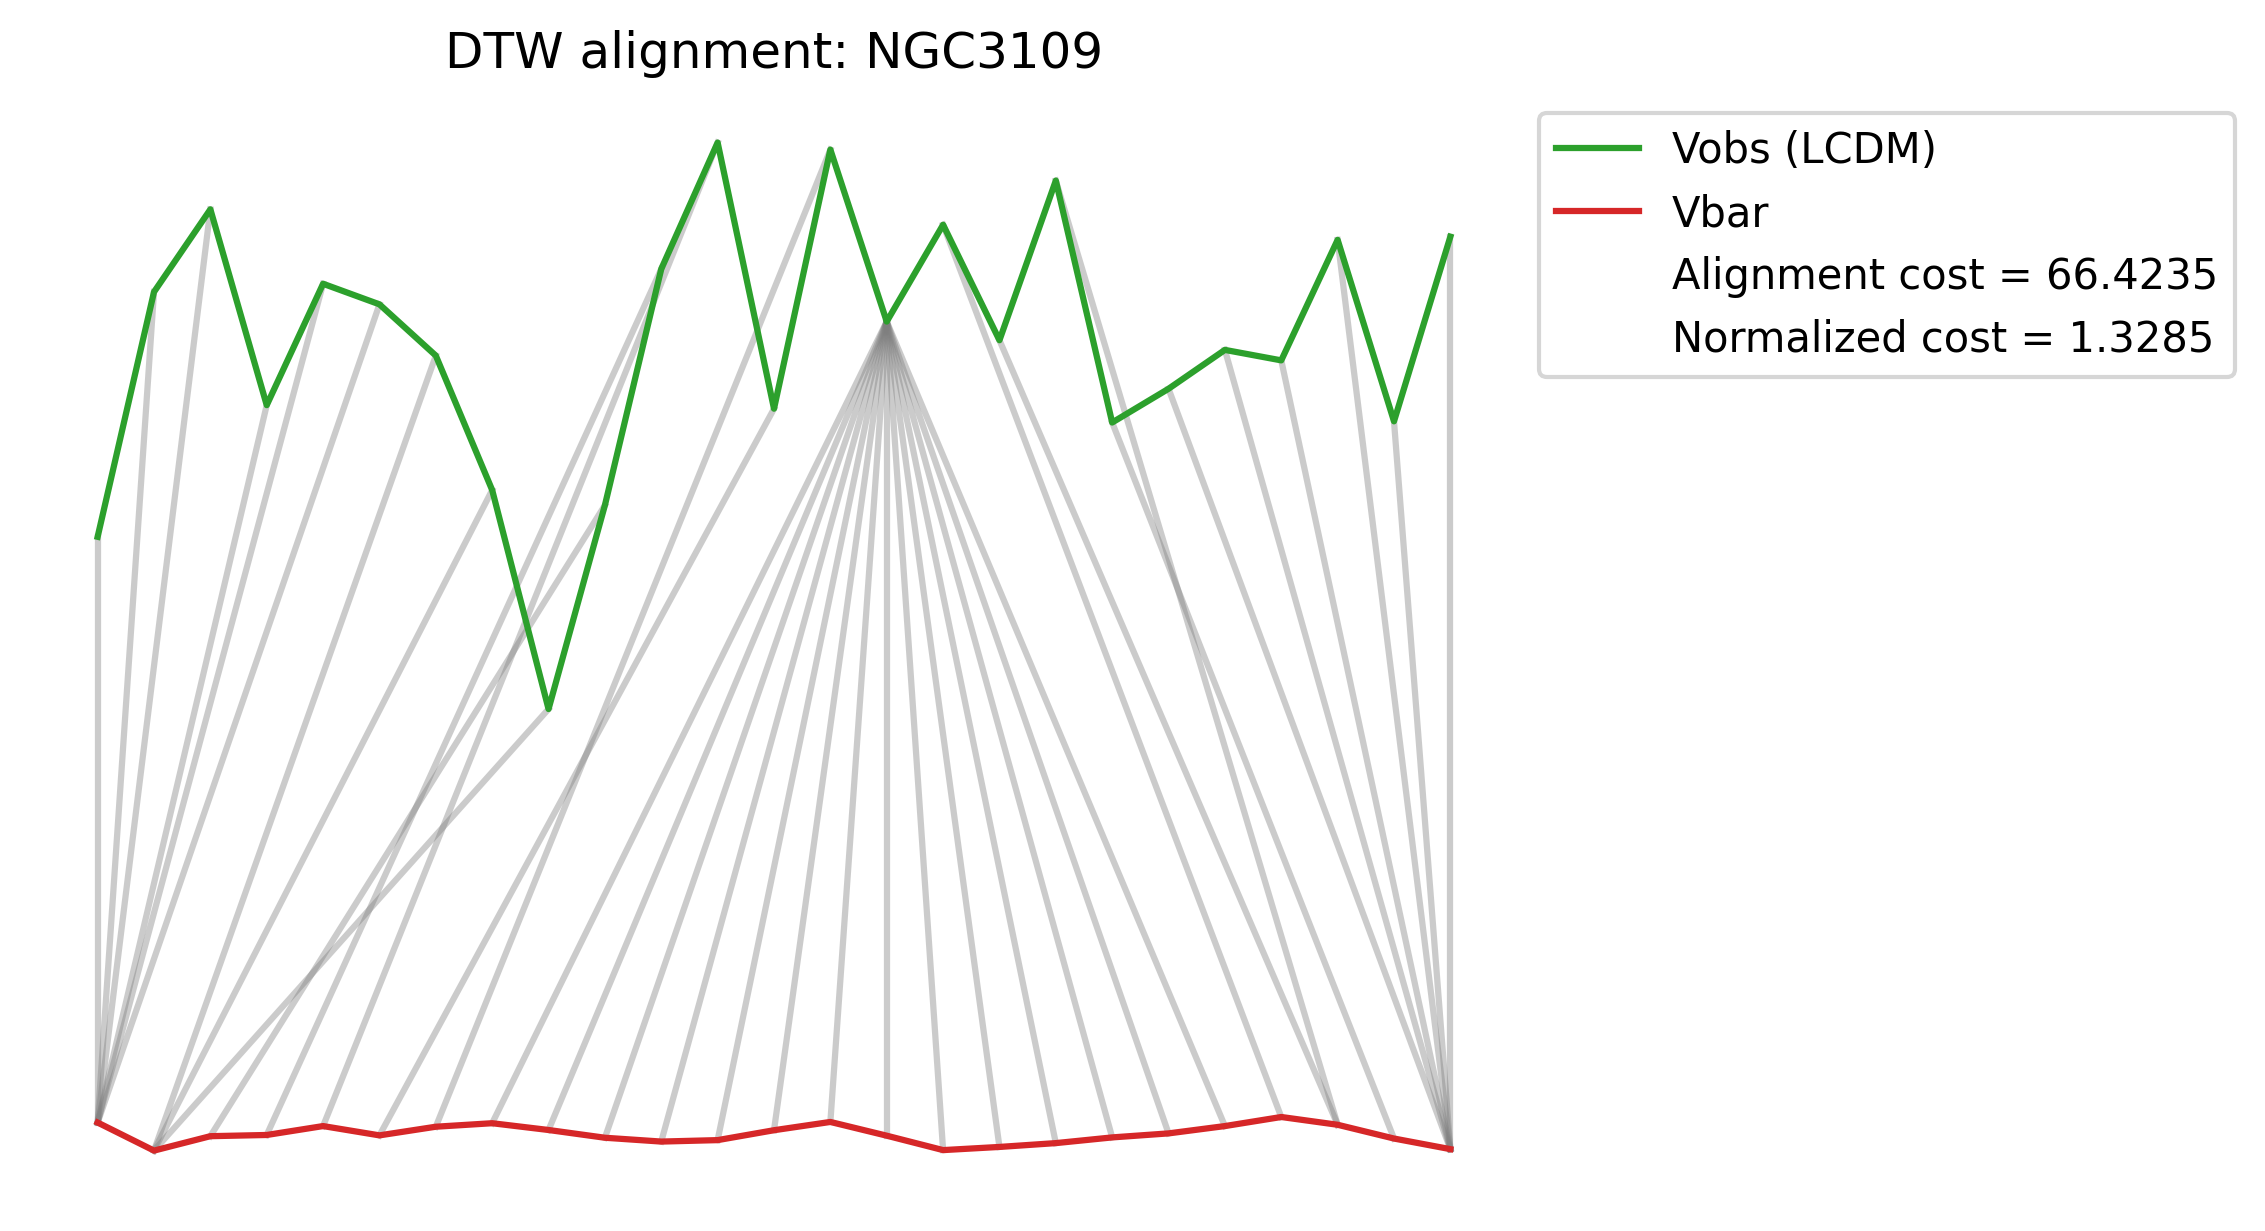 DTW alignment: NGC3109
Vobs (LCDM)
Vbar
Alignment cost = 66.4235
Normalized cost = 1.3285